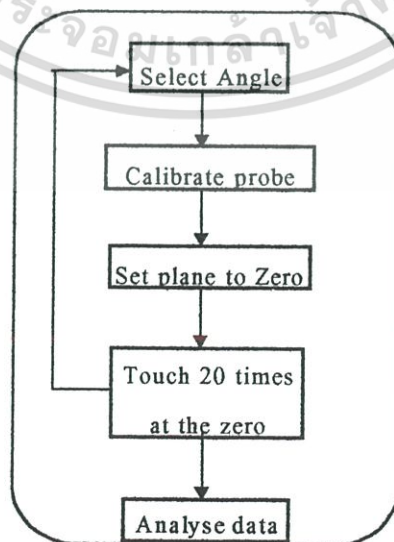 Select Angle
Calibrate probe
Set plane to Zero
Touch 20 times
at the zero
Analyse data